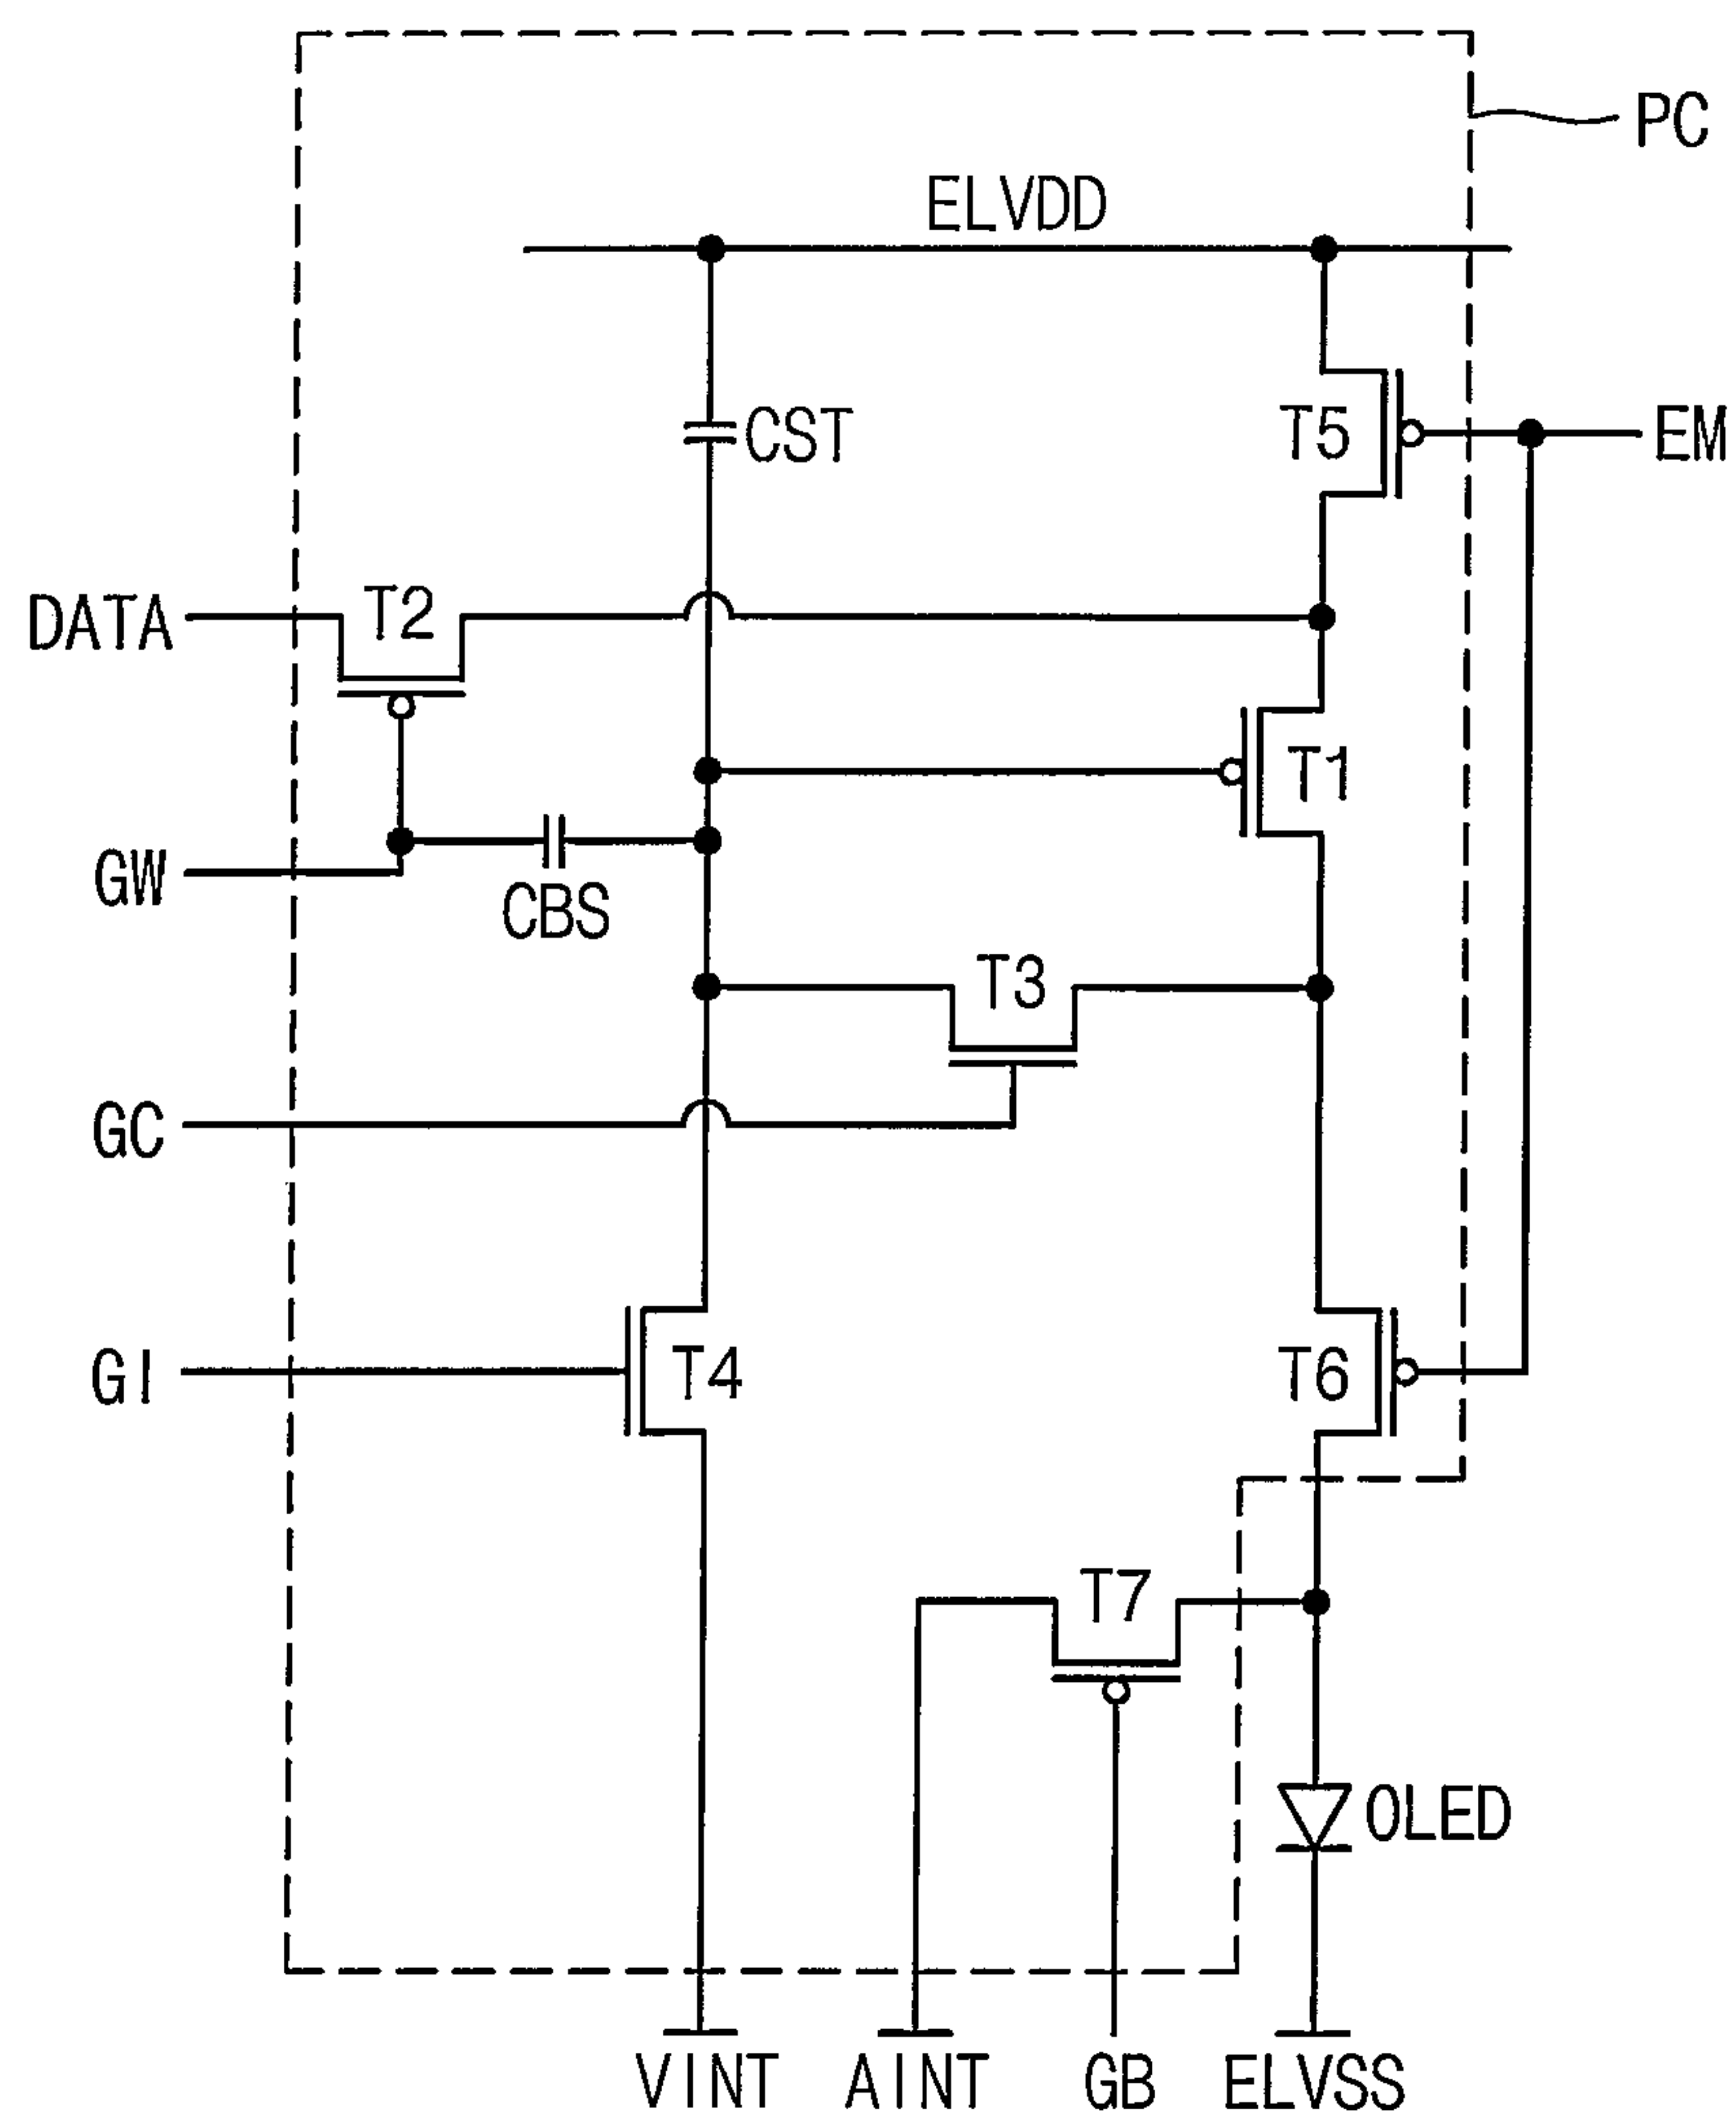 PC
ELVDD
CST
T5
EM
DATA
T2
T1
GW
CBS
T3
GC
GI
T4
T6
T7
OLED
VINT
AINT
GB
ELVSS